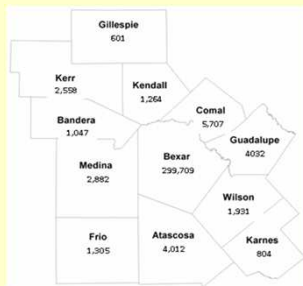 Gillespie
601
Kerr
2,558
Kendall
1,264
Comal
5,707
Bandera
1,047
Guadalupe
4032
Medina
2,882
Bexar
299,709
Wilson
1,931
Frio
1,305
Atascosa
4,012
Karnes
804